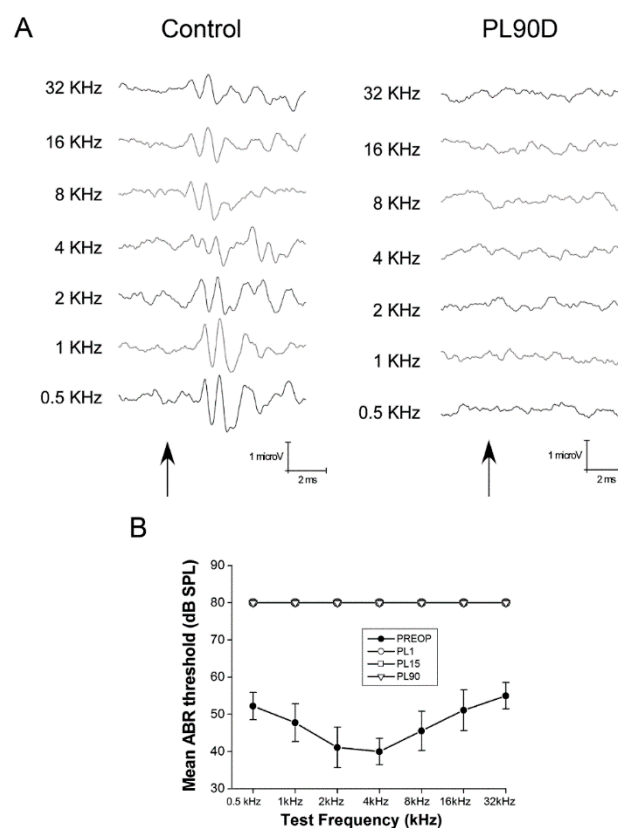 A
Control
PL90D
32 KHz
16 KHz
8 KHz
4 KHz
2 KHz
1 KHz
0.5 KHz
1 microV
2 ms
32 KHz
16 KHz
8 KHz
4 KHz
2 KHz
1 KHz
0.5 KHz
1 microV
2 ms
B
Mean ABR threshold (dB SPL)
90
80
70
60
50
40
30
PREOP
PL1
PL15
PL90
0.5 kHz
1kHz
2kHz
4kHz
8kHz
16kHz
32kHz
Test Frequency (kHz)